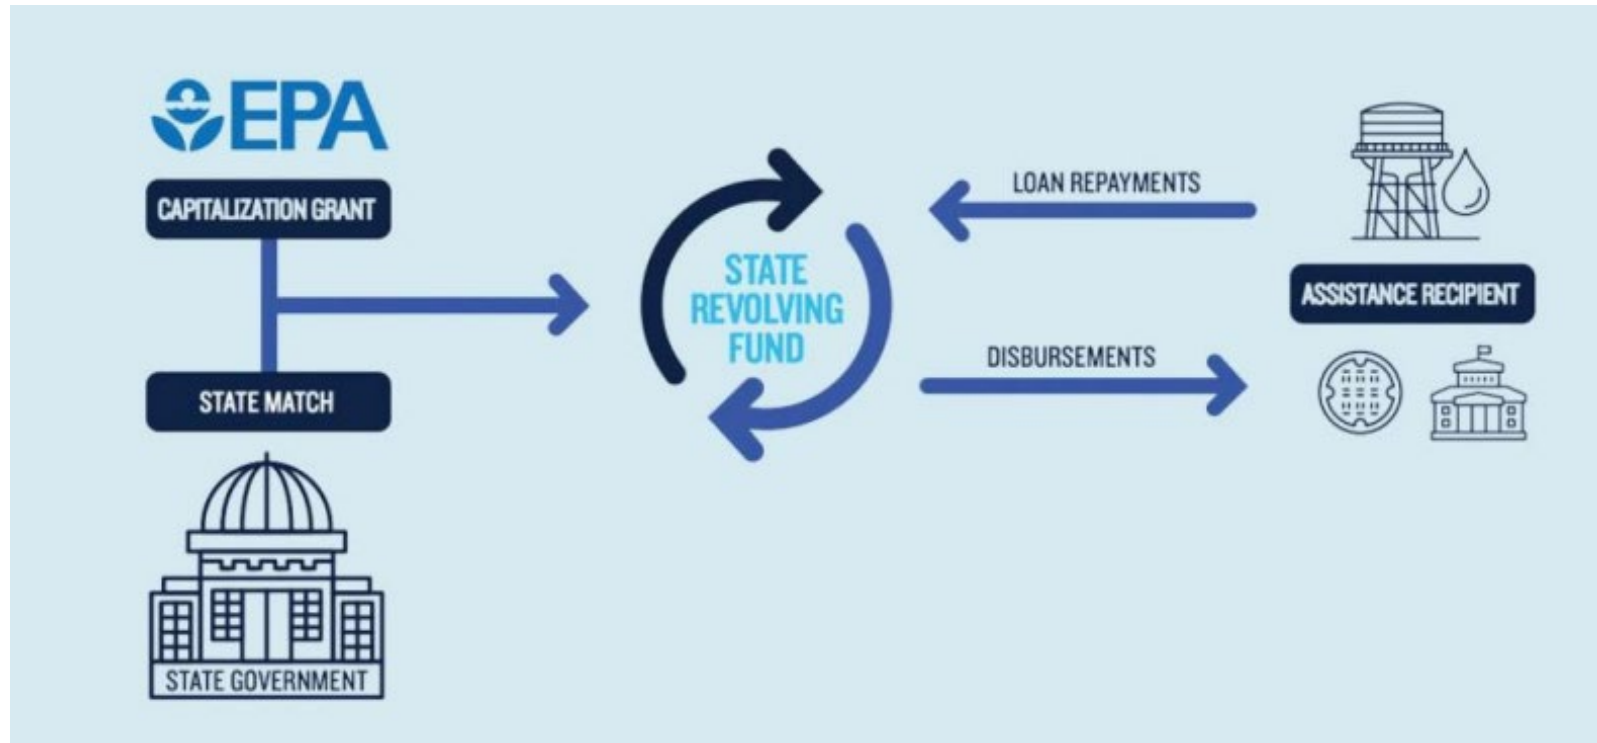 EPA
CAPITALIZATION GRANT
STATE MATCH
STATE GOVERNMENT
STATE
REVOLVING
FUND
LOAN REPAYMENTS
DISBURSEMENTS
ASSISTANCE RECIPIENT